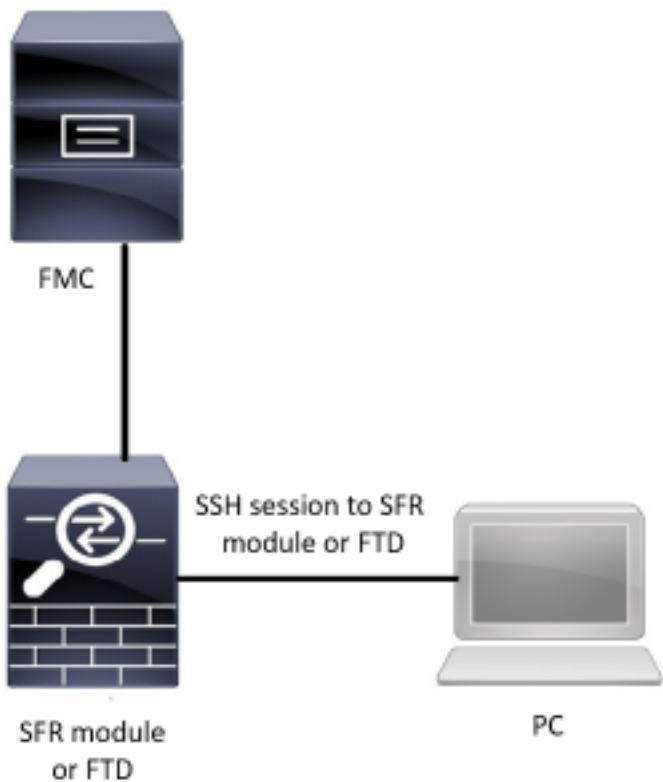 FMC
SSH session to SFR
module or FTD
SFR module
or FTD
PC